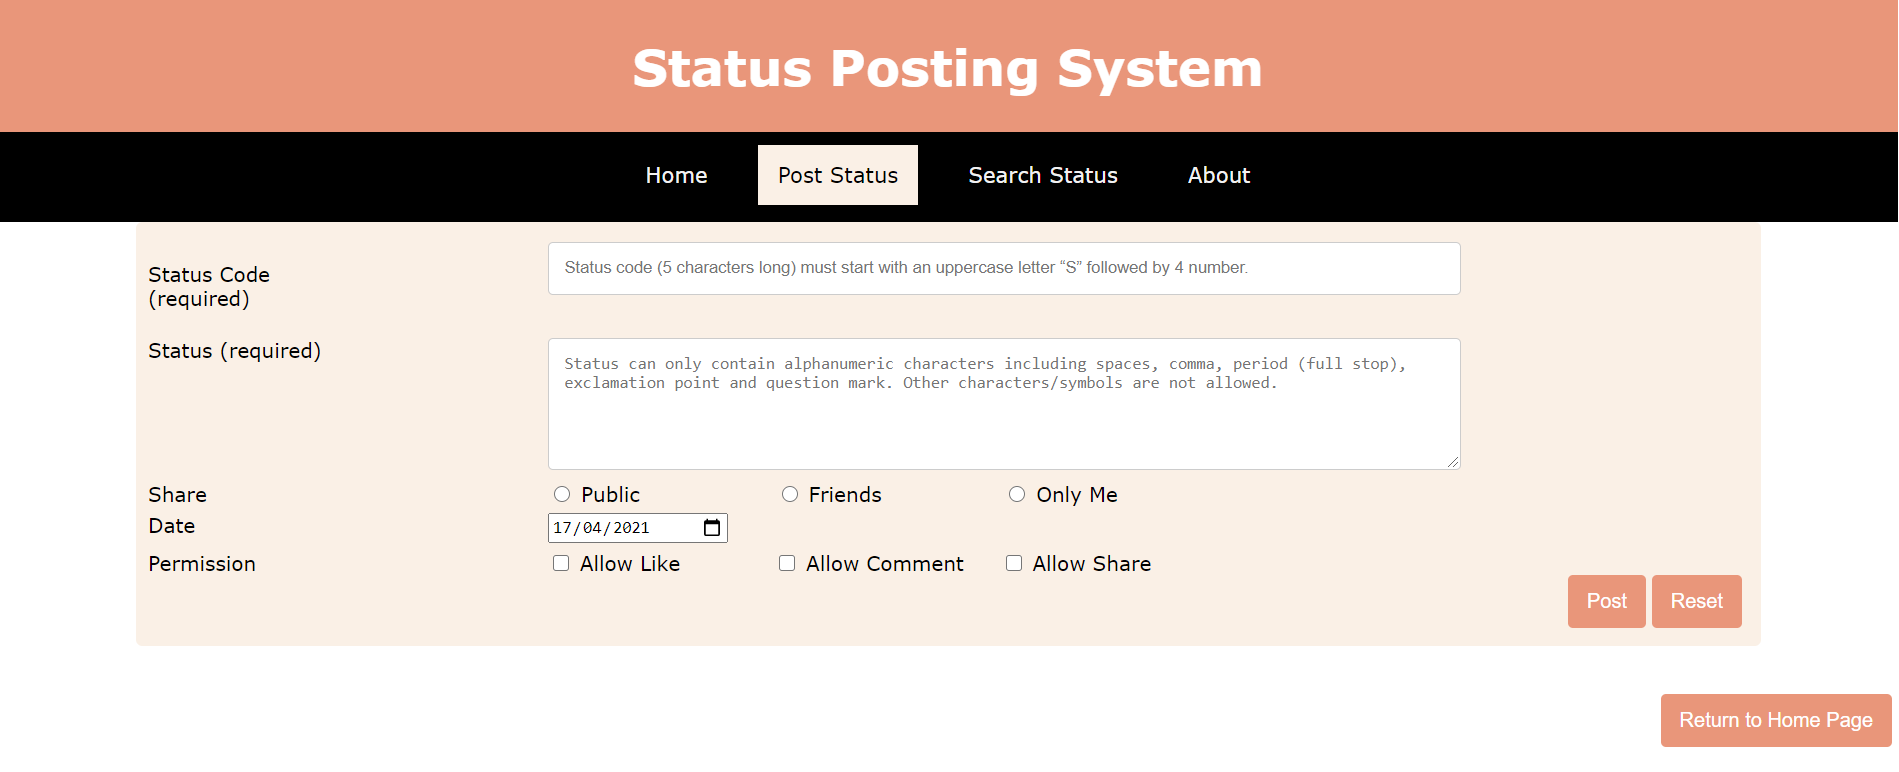 Status Posting System
Home Post Status Search Status About
Status Code
(required)
Status code (5 characters long) must start with an uppercase letter “S” followed by 4 number.
Status (required)
Status can only contain alphanumeric characters including spaces, comma, period (full stop),
exclamation point and question mark. Other characters/symbols are not allowed.
Share Public Friends Only Me
Date 17/04/2021
Permission Allow Like Allow Comment Allow Share
Post Reset
Return to Home Page